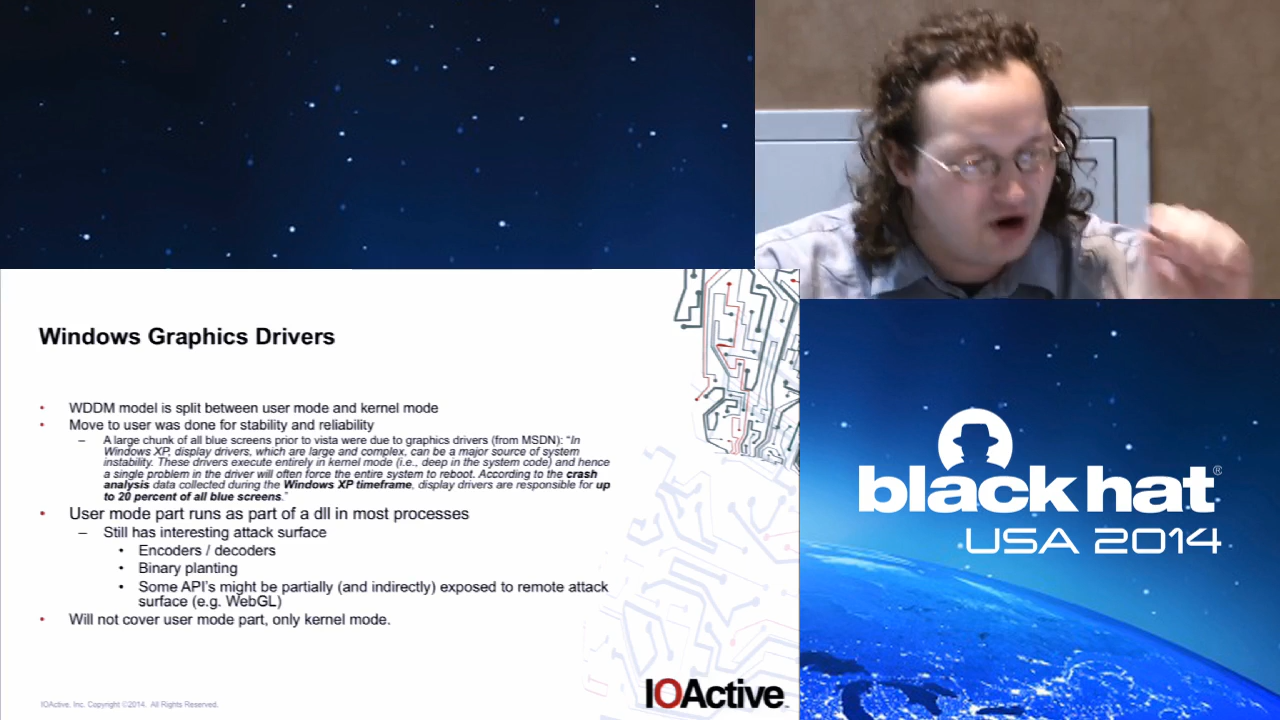 Windows Graphics Drivers
• WDDM model is split between user mode and kernel mode
• Move to user was done for stability and reliability
– A large chunk of all blue screens prior to vista were due to graphics drivers (from MSDN): "In
Windows XP, display drivers, which are large and complex, can be a major source of system
instability. These drivers execute entirely in kernel mode (i.e., deep in the system code) and hence
a single problem in the driver will often force the entire system to reboot. According to the crash
analysis data collected during the Windows XP timeframe, display drivers are responsible for up
to 20 percent of all blue screens."
• User mode part runs as part of a dll in most processes
– Still has interesting attack surface
• Encoders / decoders
• Binary planting
• Some API's might be partially (and indirectly) exposed to remote attack
surface (e.g. WebGL)
• Will not cover user mode part, only kernel mode.
IOActive, Inc. Copyright ©2014. All Rights Reserved.
IOActive
black hat®
USA 2014